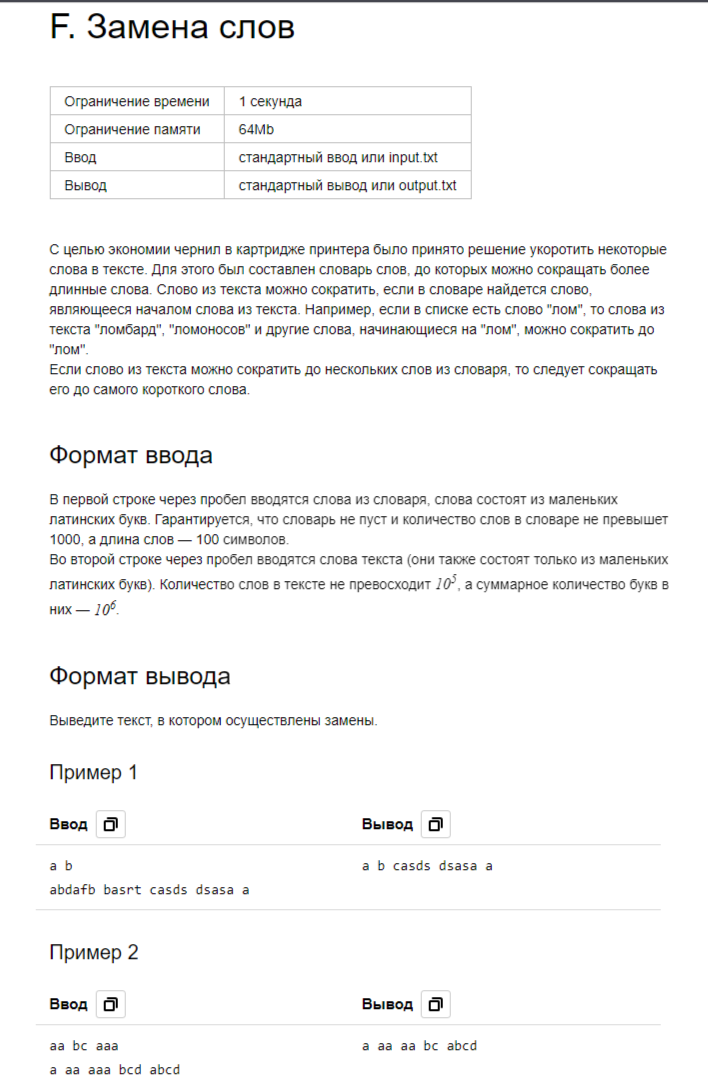 F. Замена слов
Ограничение времени 1 секунда
Ограничение памяти 64Mb
Ввод стандартный ввод или input.txt
Вывод стандартный вывод или output.txt
С целью экономии чернил в картридже принтера было принято решение укоротить некоторые
слова в тексте. Для этого был составлен словарь слов, до которых можно сокращать более
длинные слова. Слово из текста можно сократить, если в словаре найдется слово,
являющееся началом слова из текста. Например, если в списке есть слово "лом", то слова из
текста "ломбард", "ломоносов" и другие слова, начинающиеся на "лом", можно сократить до
"лом".
Если слово из текста можно сократить до нескольких слов из словаря, то следует сокращать
его до самого короткого слова.
Формат ввода
В первой строке через пробел вводятся слова из словаря, слова состоят из маленьких
латинских букв. Гарантируется, что словарь не пуст и количество слов в словаре не превышет
1000, а длина слов — 100 символов.
Во второй строке через пробел вводятся слова текста (они также состоят только из маленьких
латинских букв). Количество слов в тексте не превосходит 10⁵, а суммарное количество букв в
них — 10⁶.
Формат вывода
Выведите текст, в котором осуществлены замены.
Пример 1
Ввод Вывод
a b a b casds dsasa a
abdafb basrt casds dsasa a
Пример 2
Ввод Вывод
aa bc aaa a aa aa bc abcd
a aa aaa bcd abcd